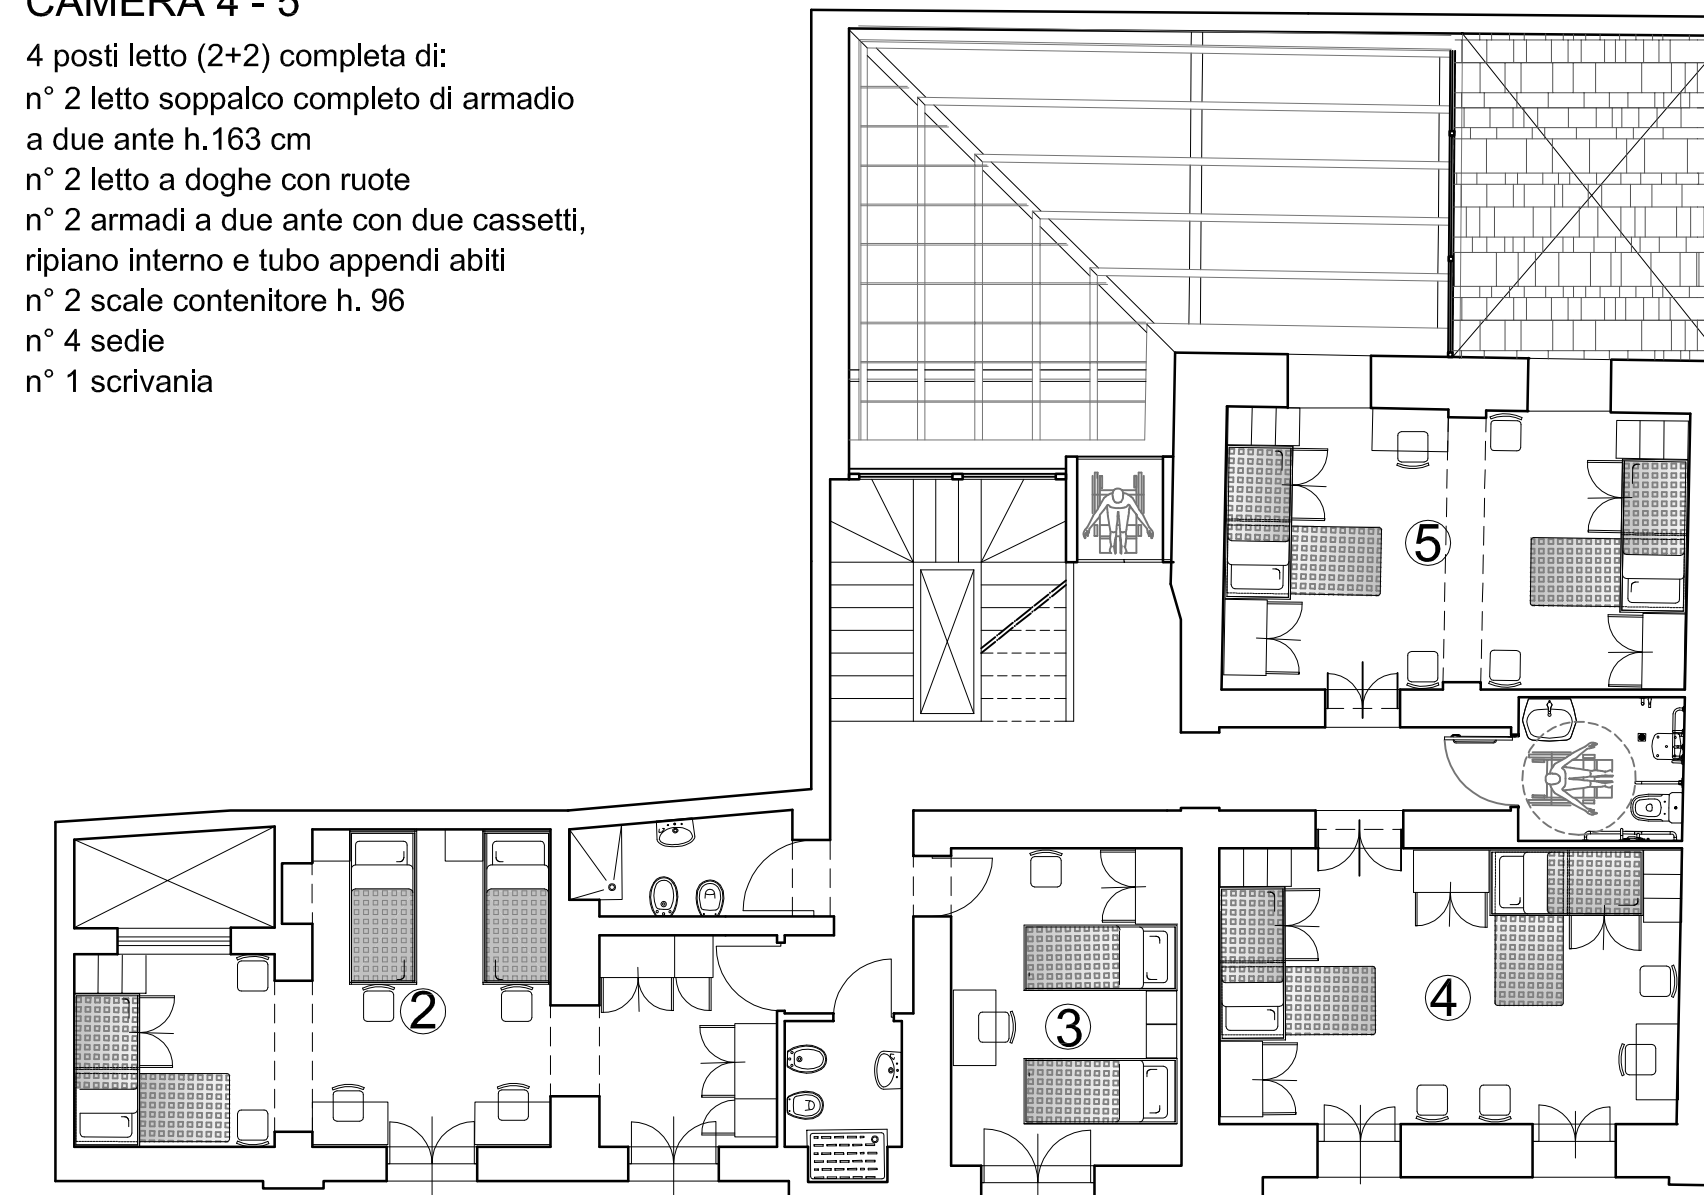 CAMERA 4 - 5
4 posti letto (2+2) completa di:
n° 2 letto soppalco completo di armadio
a due ante h.163 cm
n° 2 letto a doghe con ruote
n° 2 armadi a due ante con due cassetti,
ripiano interno e tubo appendi abiti
n° 2 scale contenitore h. 96
n° 4 sedie
n° 1 scrivania
5
2
3
4